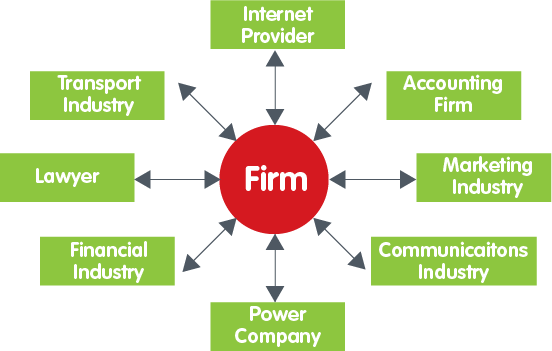 Internet
Provider
Transport
Industry
Accounting
Firm
Lawyer
Firm
Marketing
Industry
Financial
Industry
Communicaitons
Industry
Power
Company